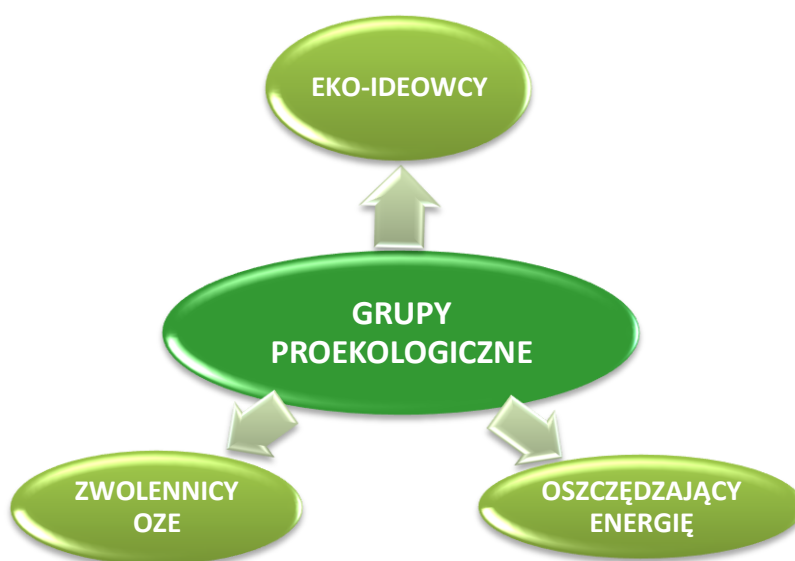 EKO-IDEOWCY
GRUPY
PROEKOLOGICZNE
ZWOLENNICY
OZE
OSZCZĘDZAJĄCY
ENERGIĘ